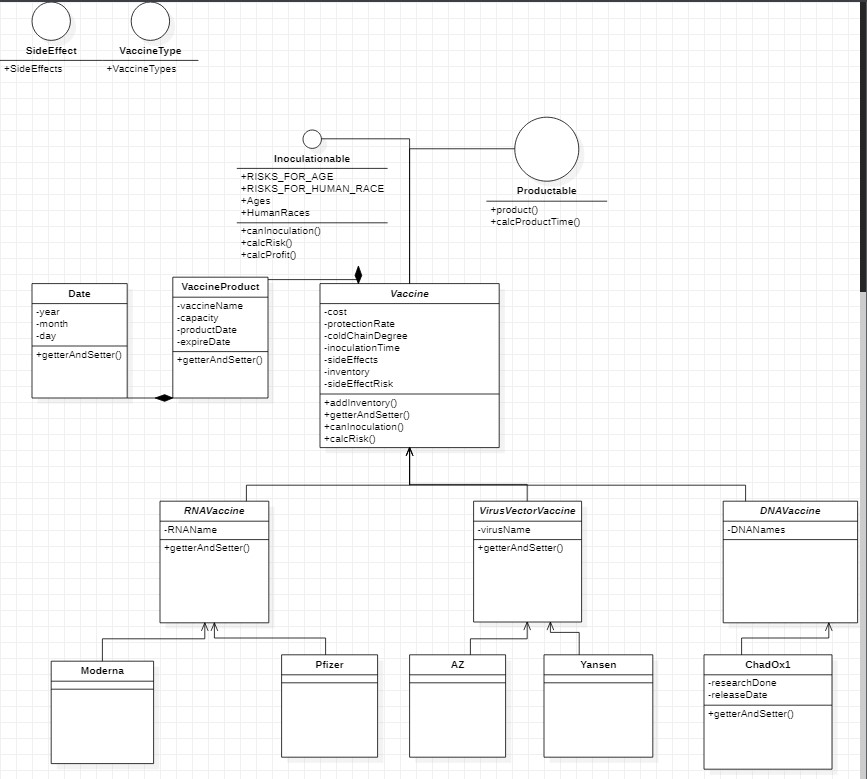 SideEffect
+SideEffects
VaccineType
+VaccineTypes
Inoculationable
+RISKS_FOR_AGE
+RISKS_FOR_HUMAN_RACE
+Ages
+HumanRaces
+canInoculation()
+calcRisk()
+calcProfit()
Productable
+product()
+calcProductTime()
Date
-year
-month
-day
+getterAndSetter()
VaccineProduct
-vaccineName
-capacity
-productDate
-expireDate
+getterAndSetter()
Vaccine
-cost
-protectionRate
-coldChainDegree
-inoculationTime
-sideEffects
-inventory
-sideEffectRisk
+addInventory()
+getterAndSetter()
+canInoculation()
+calcRisk()
RNAVaccine
-RNAName
+getterAndSetter()
VirusVectorVaccine
-virusName
+getterAndSetter()
DNAVaccine
-DNANames
Moderna
Pfizer
AZ
Yansen
ChadOx1
-researchDone
-releaseDate
+getterAndSetter()